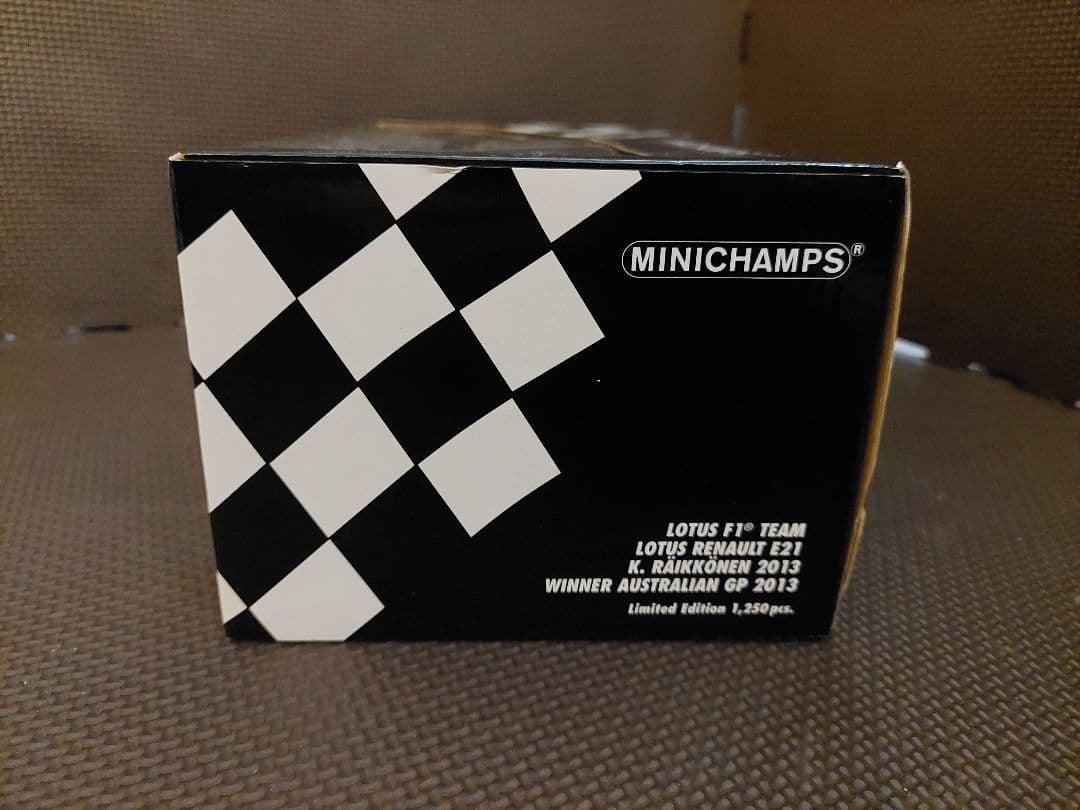 MINICHAMPS®
LOTUS F1® TEAM
LOTUS RENAULT E21
K. RÄIKKÖNEN 2013
WINNER AUSTRALIAN GP 2013
Limited Edition 1,250 pcs.